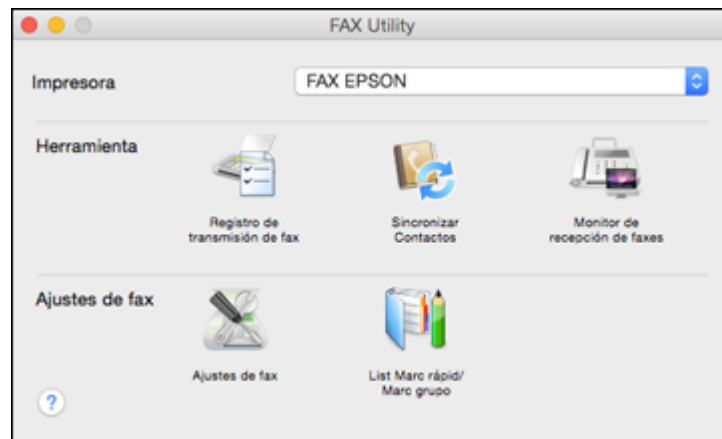 FAX Utility
Impresora
FAX EPSON
Herramienta
Registro de
transmisión de fax
Sincronizar
Contactos
Monitor de
recepción de faxes
Ajustes de fax
Ajustes de fax
List Marc rápid/
Marc grupo
?